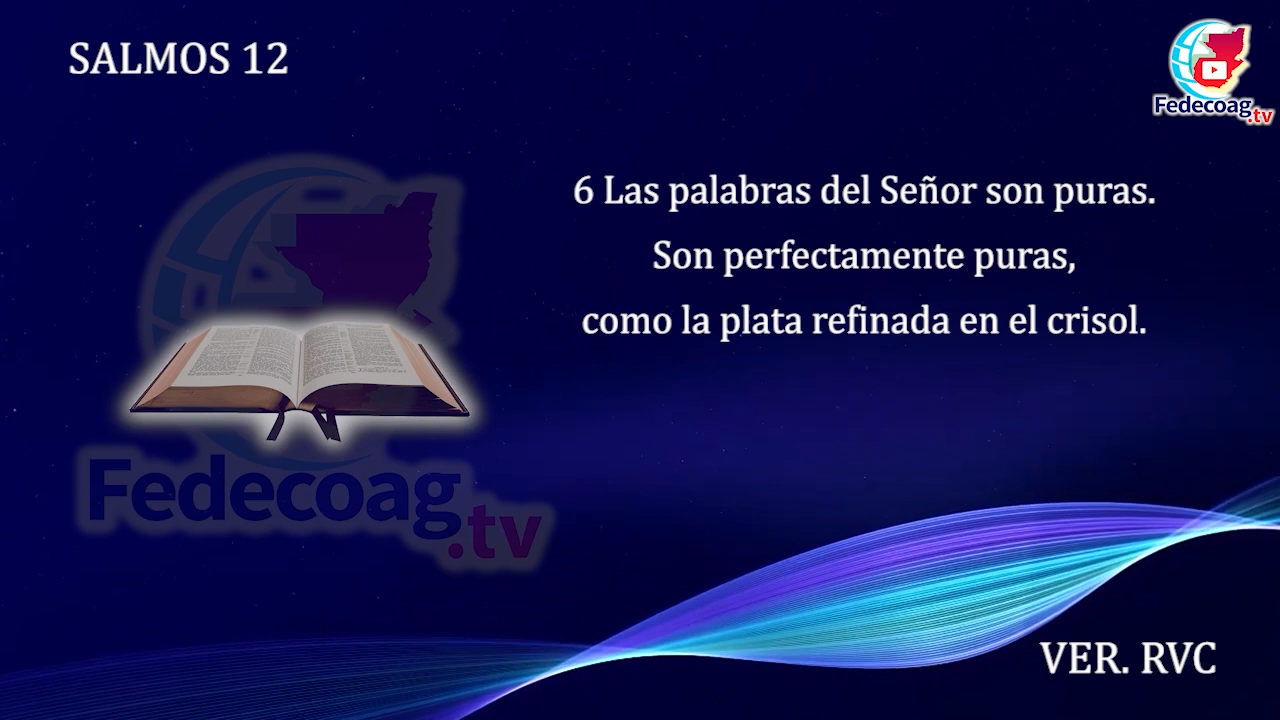 SALMOS 12
Fedecoag
.tv
6 Las palabras del Señor son puras.
Son perfectamente puras,
como la plata refinada en el crisol.
Fedecoag
.tv
VER. RVC